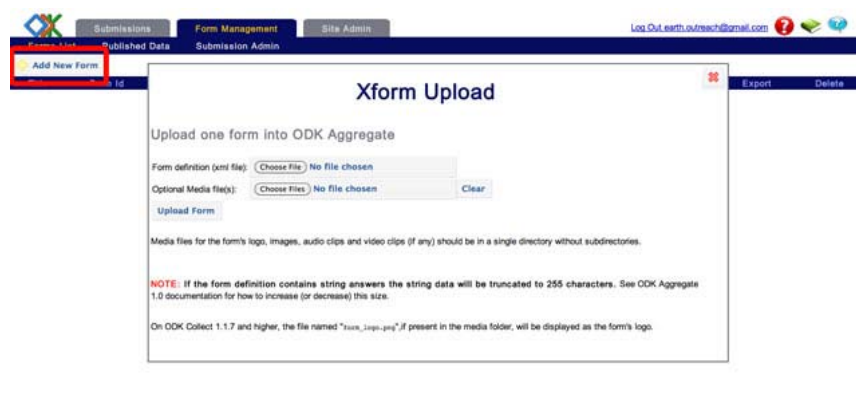 Submissions Form Management Site Admin Log Out earth.outreach@gmail.com
Forms List Published Data Submission Admin
Add New Form
Title Form Id Export Delete
Xform Upload
Upload one form into ODK Aggregate
Form definition (xml file): Choose File No file chosen
Optional Media file(s): Choose Files No file chosen Clear
Upload Form
Media files for the form's logo, images, audio clips and video clips (if any) should be in a single directory without subdirectories.
NOTE: If the form definition contains string answers the string data will be truncated to 255 characters. See ODK Aggregate
1.0 documentation for how to increase (or decrease) this size.
On ODK Collect 1.1.7 and higher, the file named "form_logo.png",if present in the media folder, will be displayed as the form's logo.